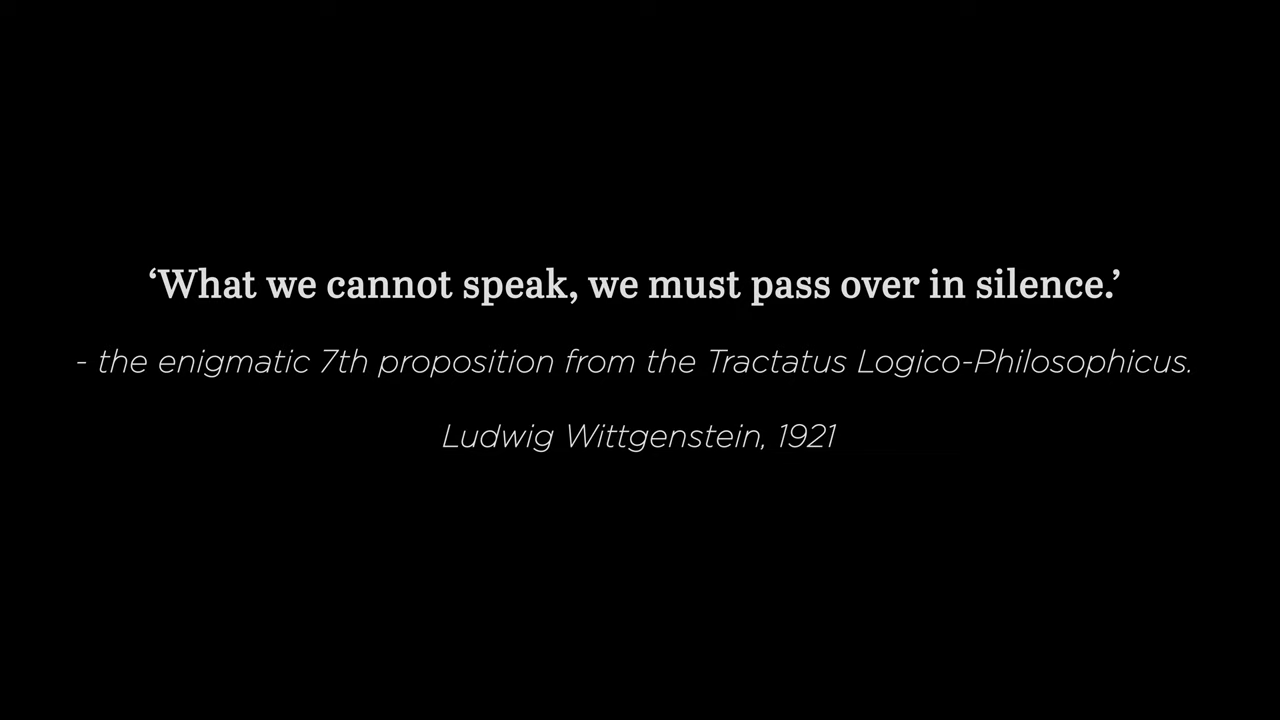 ‘What we cannot speak, we must pass over in silence.’
- the enigmatic 7th proposition from the Tractatus Logico-Philosophicus.
Ludwig Wittgenstein, 1921